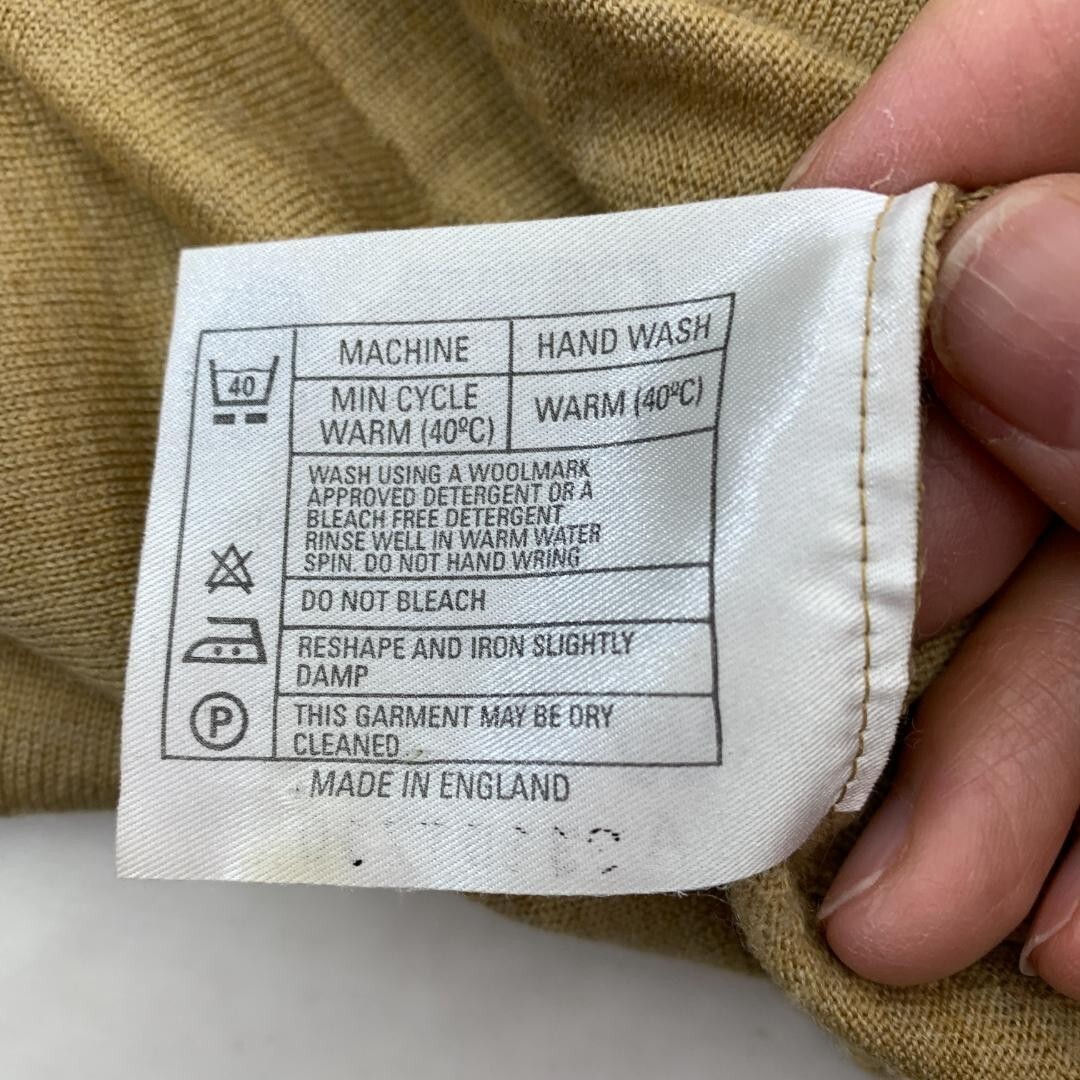 40
MACHINE
HAND WASH
MIN CYCLE
WARM (40ºC)
WARM (40ºC)
WASH USING A WOOLMARK
APPROVED DETERGENT OR A
BLEACH FREE DETERGENT
RINSE WELL IN WARM WATER
SPIN. DO NOT HAND WRING
DO NOT BLEACH
RESHAPE AND IRON SLIGHTLY
DAMP
P
THIS GARMENT MAY BE DRY
CLEANED
MADE IN ENGLAND